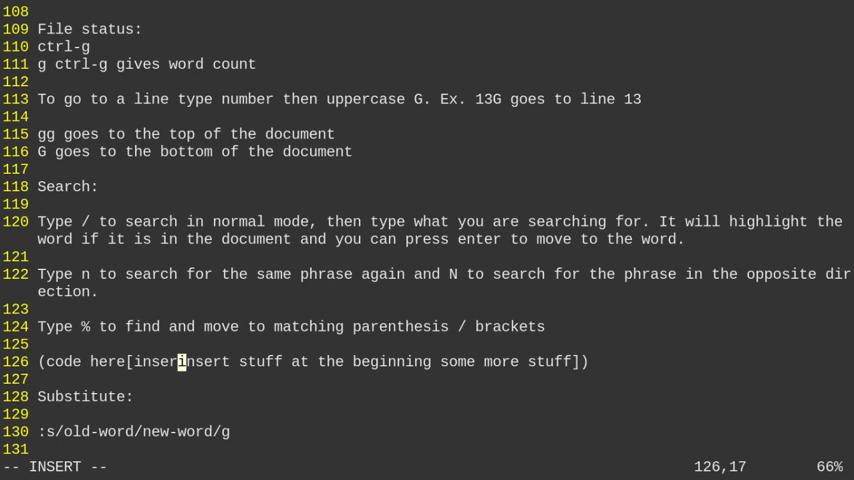 108
109 File status:
110 ctrl-g
111 g ctrl-g gives word count
112
113 To go to a line type number then uppercase G. Ex. 13G goes to line 13
114
115 gg goes to the top of the document
116 G goes to the bottom of the document
117
118 Search:
119
120 Type / to search in normal mode, then type what you are searching for. It will highlight the
word if it is in the document and you can press enter to move to the word.
121
122 Type n to search for the same phrase again and N to search for the phrase in the opposite dir
ection.
123
124 Type % to find and move to matching parenthesis / brackets
125
126 (code here[inserinsert stuff at the beginning some more stuff])
127
128 Substitute:
129
130 :s/old-word/new-word/g
131
-- INSERT -- 126,17 66%